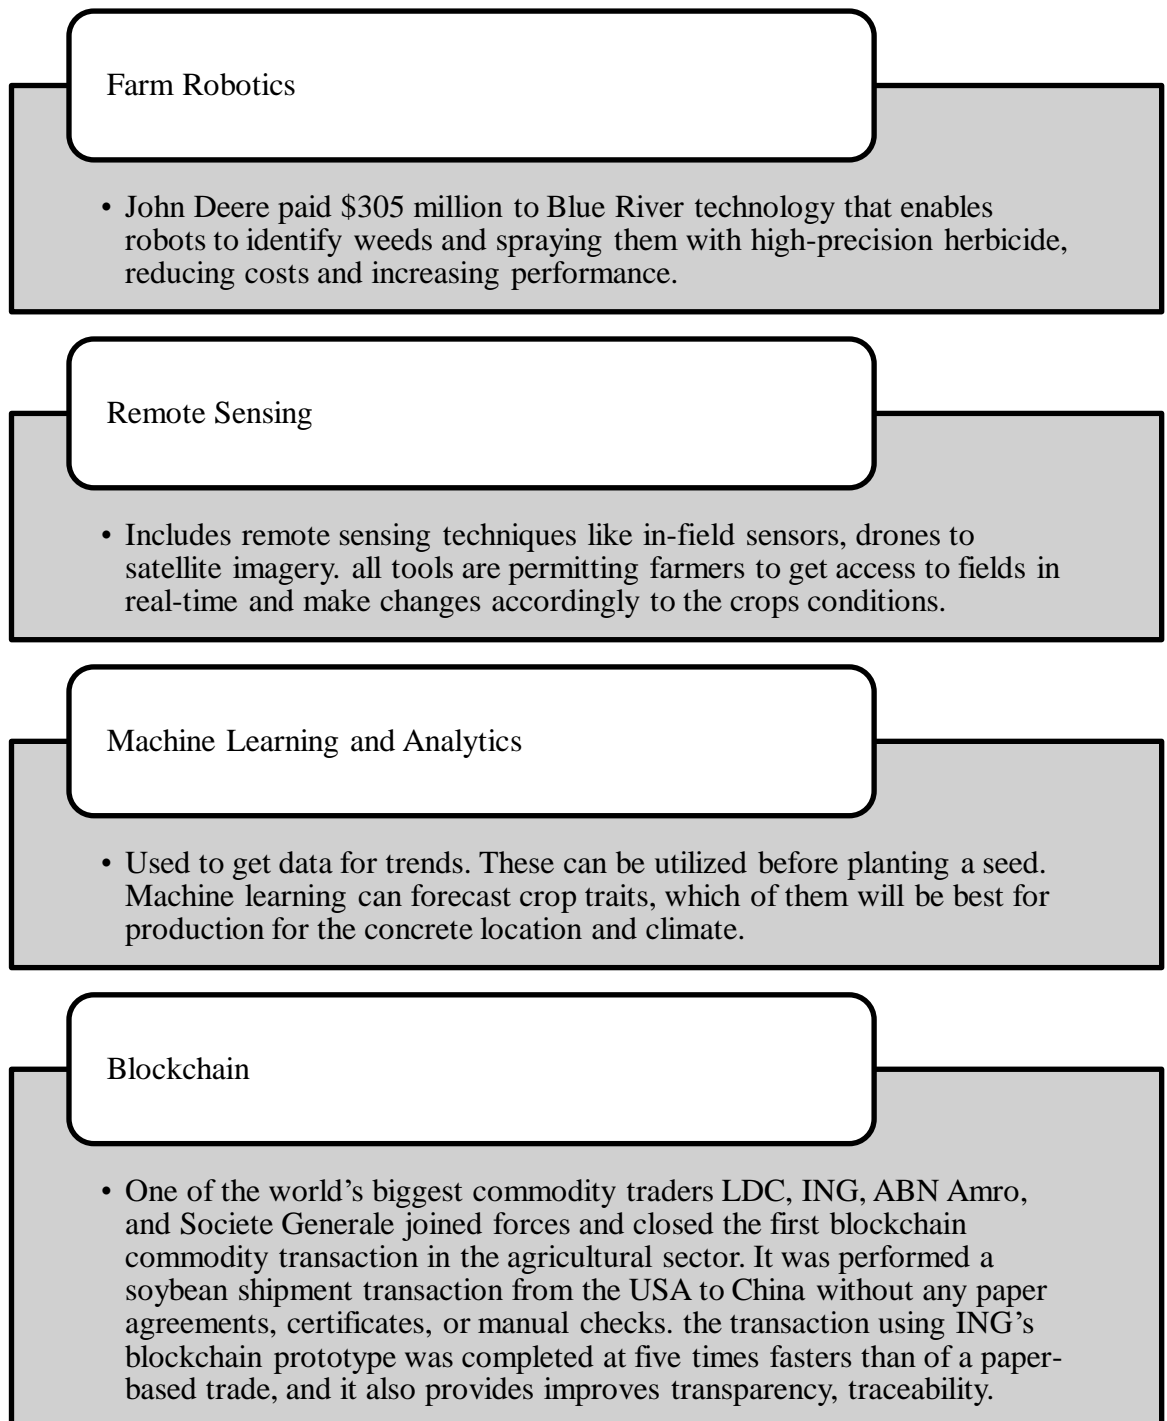 Farm Robotics
• John Deere paid $305 million to Blue River technology that enables
robots to identify weeds and spraying them with high-precision herbicide,
reducing costs and increasing performance.
Remote Sensing
• Includes remote sensing techniques like in-field sensors, drones to
satellite imagery. all tools are permitting farmers to get access to fields in
real-time and make changes accordingly to the crops conditions.
Machine Learning and Analytics
• Used to get data for trends. These can be utilized before planting a seed.
Machine learning can forecast crop traits, which of them will be best for
production for the concrete location and climate.
Blockchain
• One of the world’s biggest commodity traders LDC, ING, ABN Amro,
and Societe Generale joined forces and closed the first blockchain
commodity transaction in the agricultural sector. It was performed a
soybean shipment transaction from the USA to China without any paper
agreements, certificates, or manual checks. the transaction using ING’s
blockchain prototype was completed at five times fasters than of a paper-
based trade, and it also provides improves transparency, traceability.